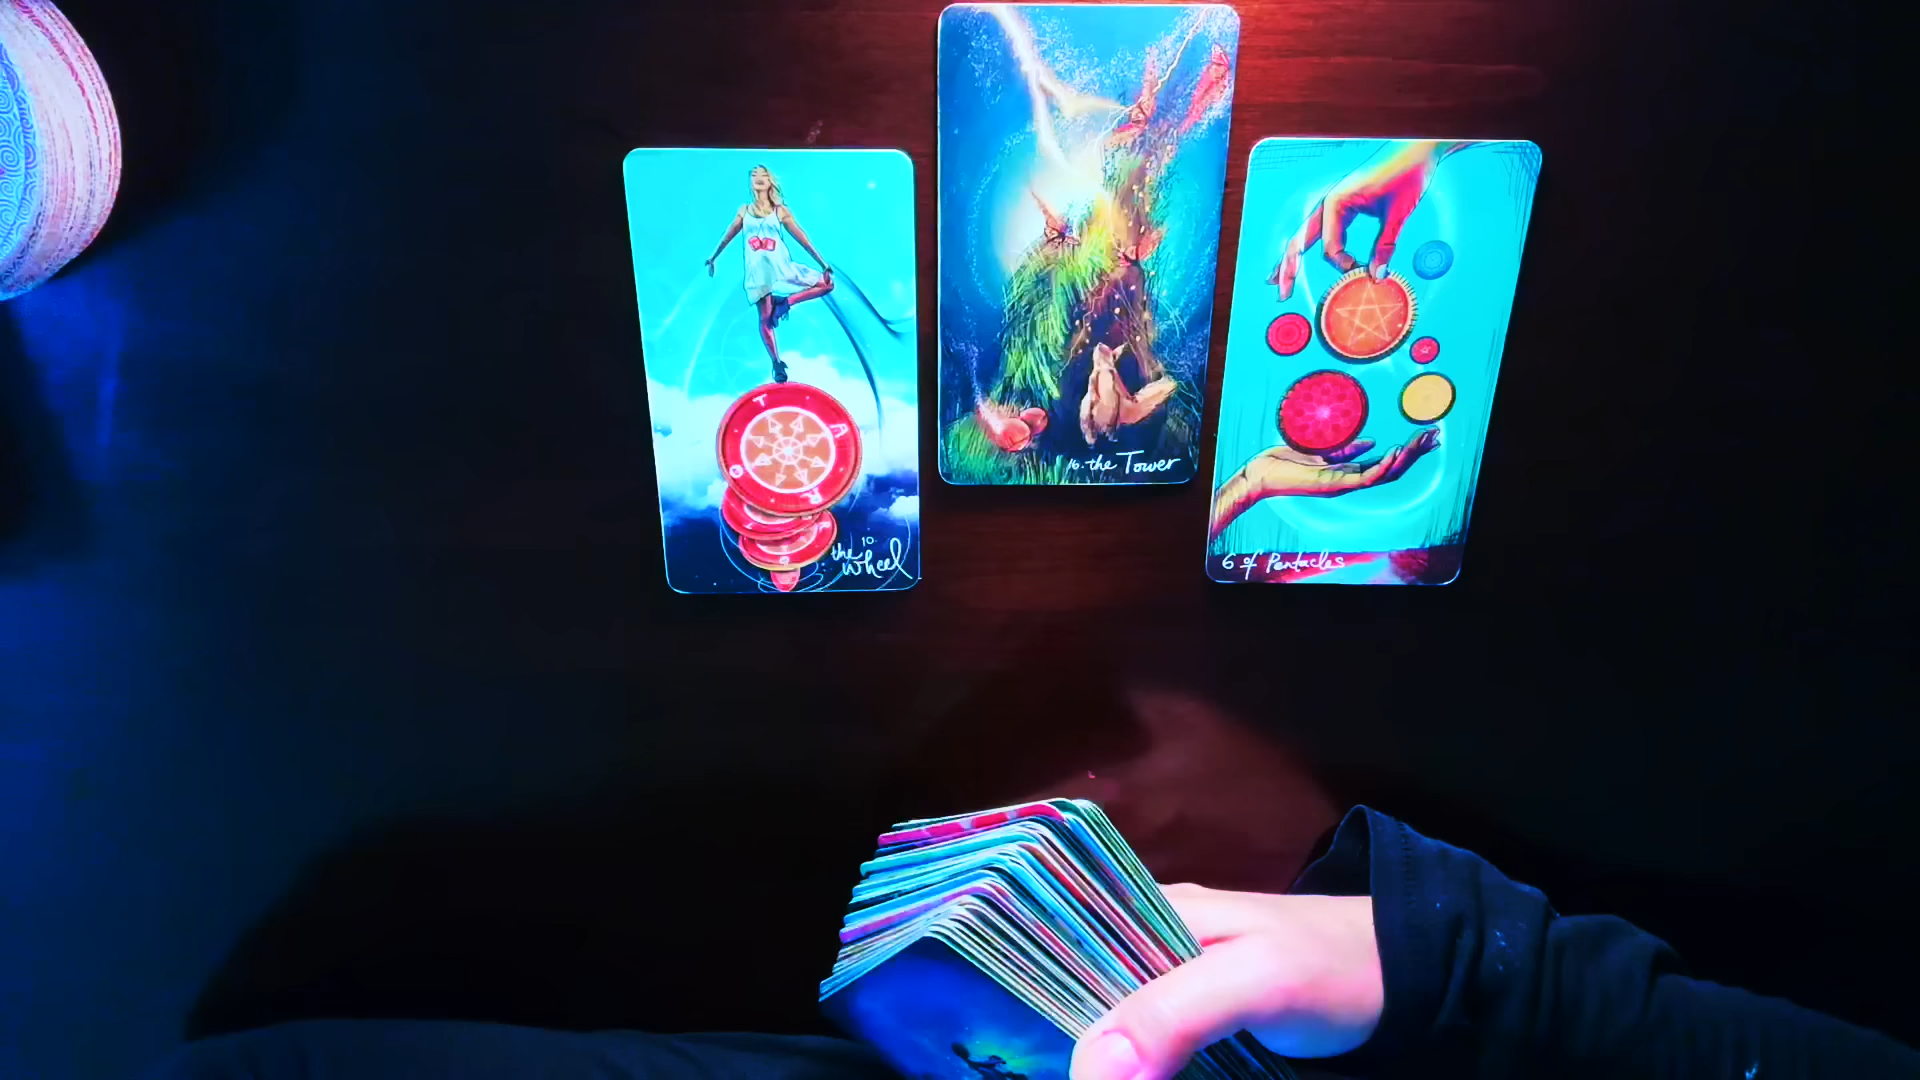 T
A
R
O
10.
the
wheel
16. the Tower
6 of Pentacles